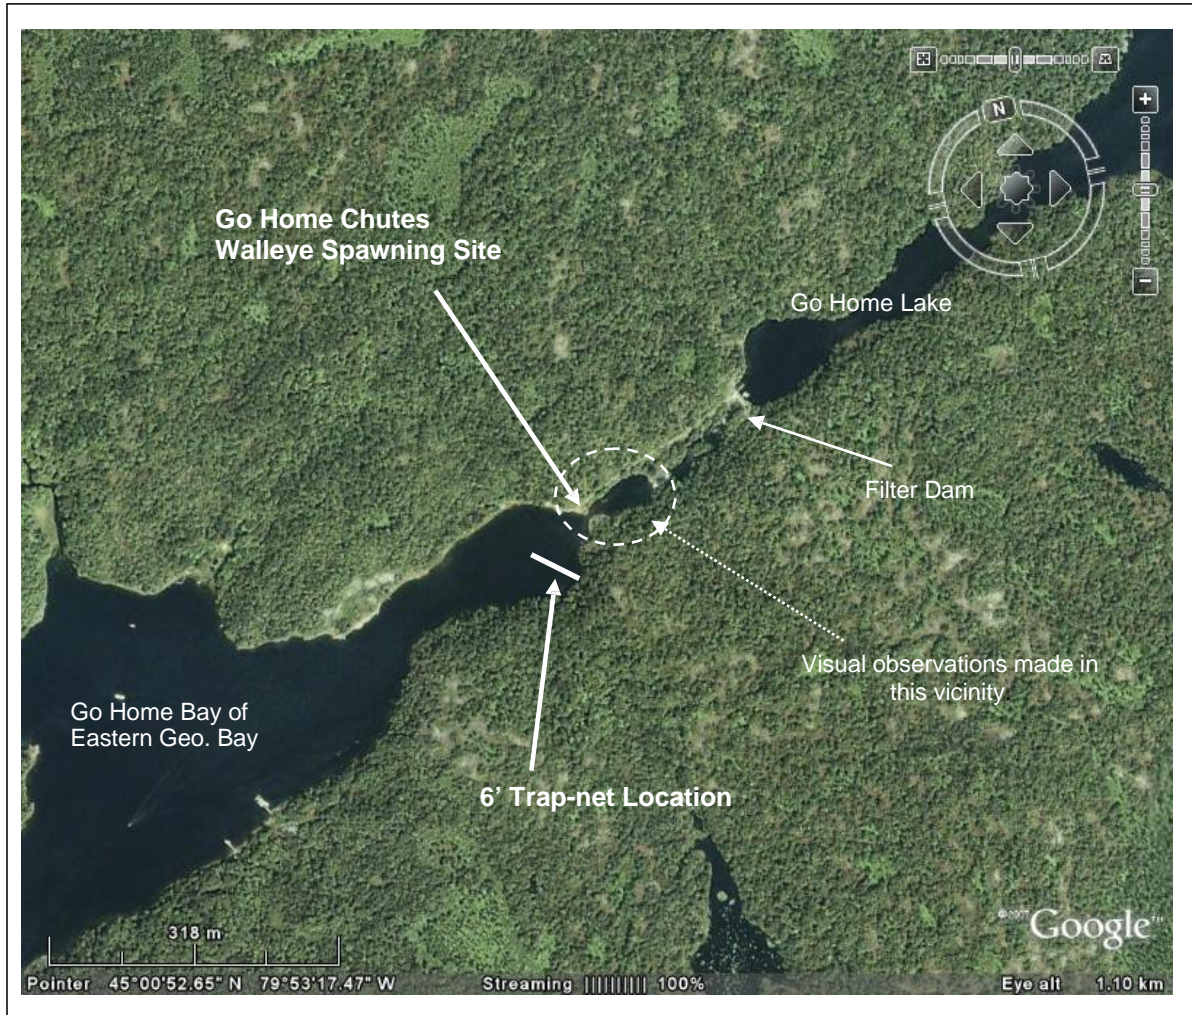 N
Go Home Chutes
Walleye Spawning Site
Go Home Lake
Filter Dam
Visual observations made in
this vicinity
Go Home Bay of
Eastern Geo. Bay
6’ Trap-net Location
318 m
©2007 Google™
Pointer 45°00'52.65" N 79°53'17.47" W Streaming |||||||||| 100% Eye alt 1.10 km